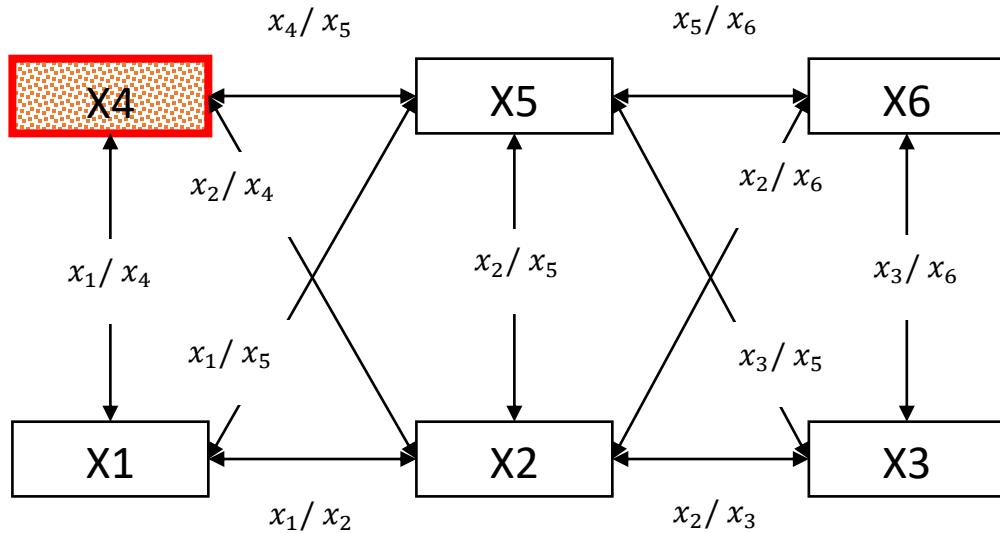 x₄/ x₅
x₅/ x₆
X4
X5
X6
x₂/ x₄
x₂/ x₆
x₁/ x₄
x₂/ x₅
x₃/ x₆
x₁/ x₅
x₃/ x₅
X1
X2
X3
x₁/ x₂
x₂/ x₃